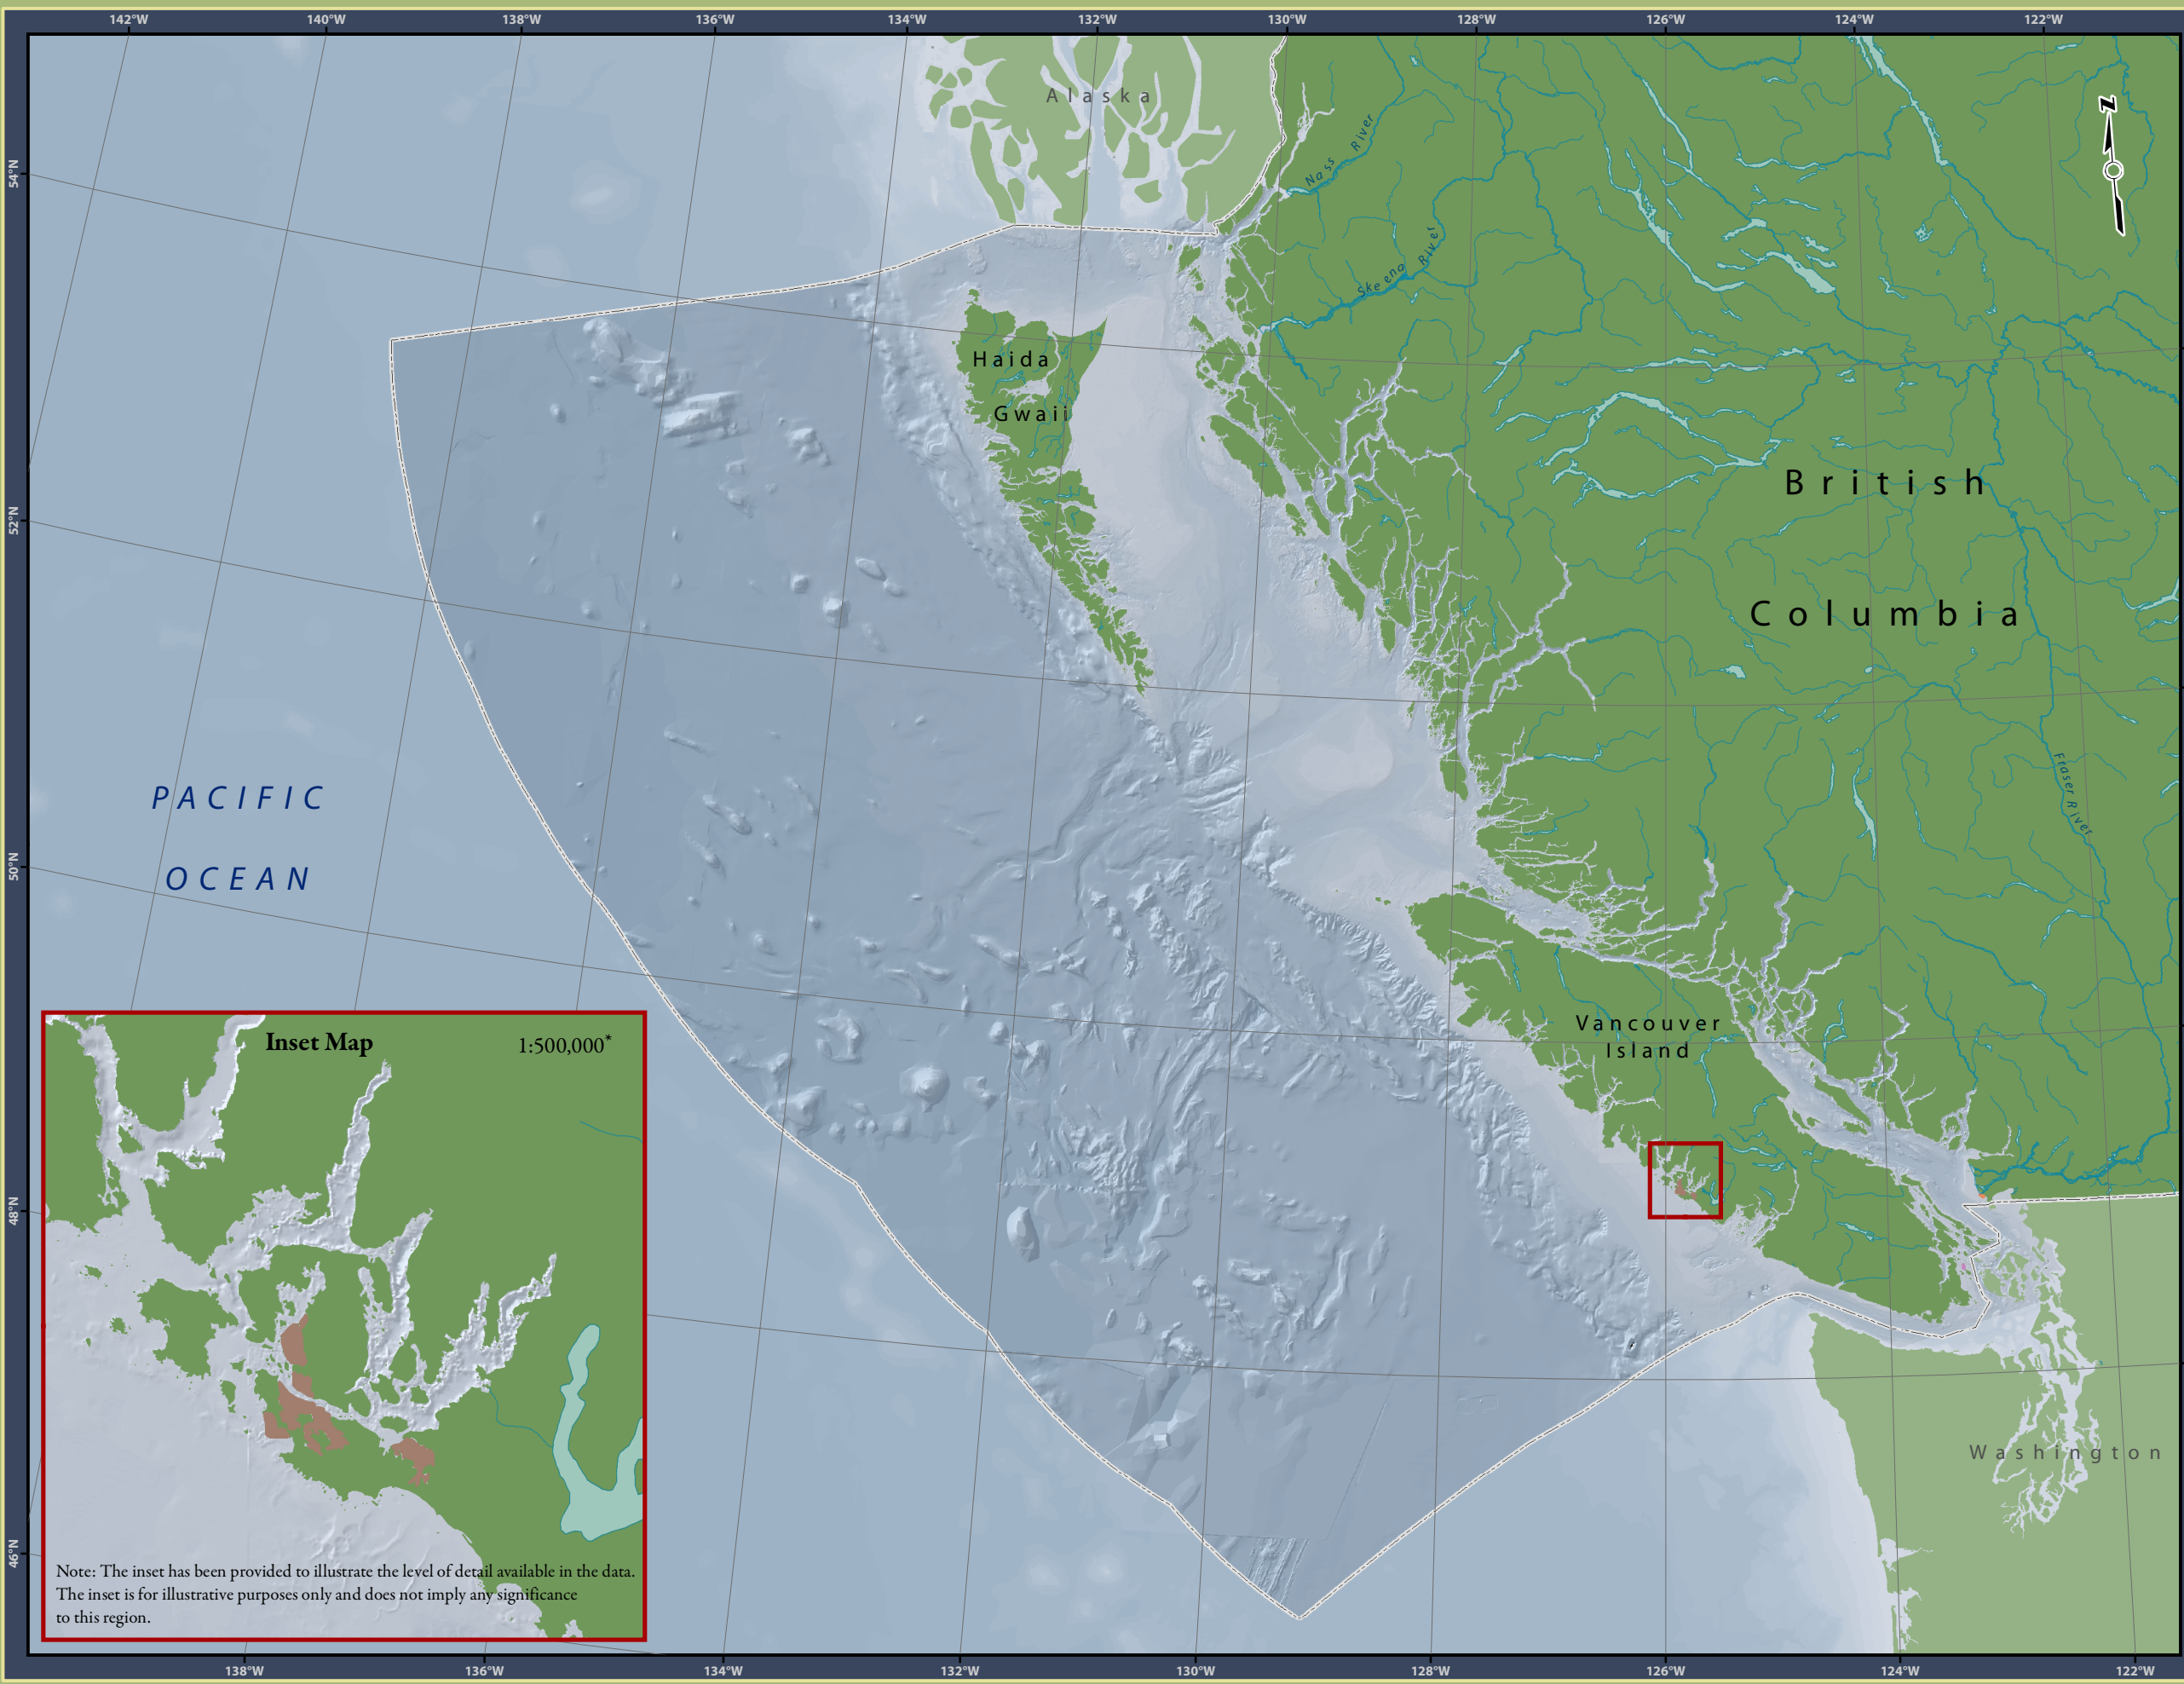 142°W 140°W 138°W 136°W 134°W 132°W 130°W 128°W 126°W 124°W 122°W
Alaska
N
Nass River
54°N
Skeena River
Haida
Gwaii
British
52°N
Columbia
Fraser River
PACIFIC
50°N
OCEAN
Vancouver
Island
Inset Map
1:500,000*
48°N
Washington
46°N
Note: The inset has been provided to illustrate the level of detail available in the data.
The inset is for illustrative purposes only and does not imply any significance
to this region.
138°W 136°W 134°W 132°W 130°W 128°W 126°W 124°W 122°W